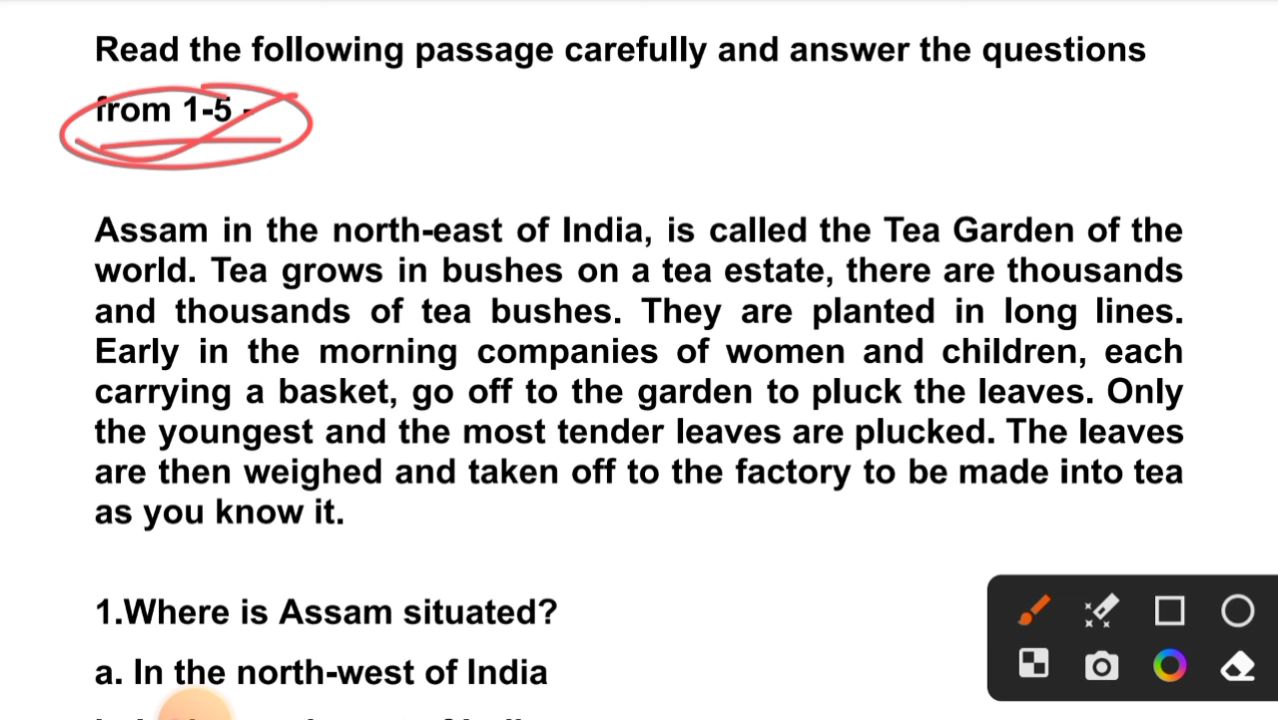 Read the following passage carefully and answer the questions
from 1-5 -
Assam in the north-east of India, is called the Tea Garden of the
world. Tea grows in bushes on a tea estate, there are thousands
and thousands of tea bushes. They are planted in long lines.
Early in the morning companies of women and children, each
carrying a basket, go off to the garden to pluck the leaves. Only
the youngest and the most tender leaves are plucked. The leaves
are then weighed and taken off to the factory to be made into tea
as you know it.
1.Where is Assam situated?
a. In the north-west of India